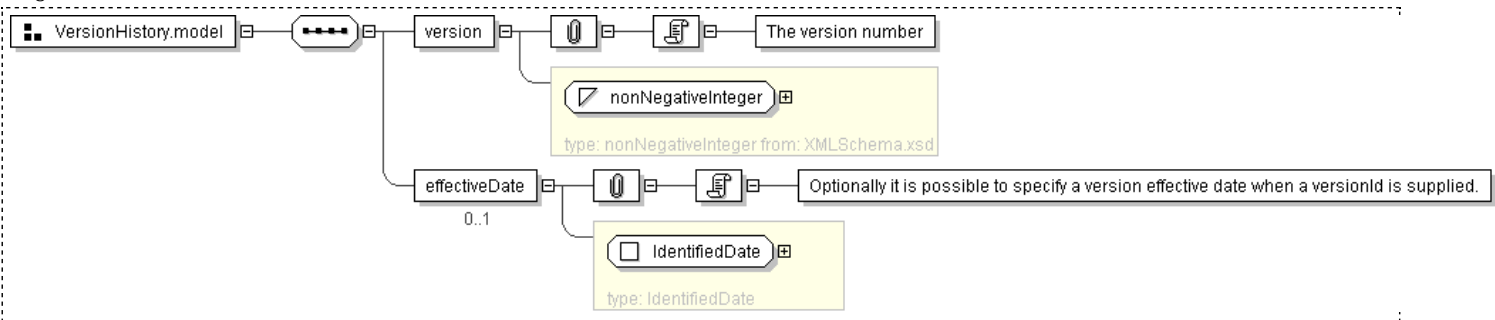 VersionHistory.model
version
The version number
nonNegativeInteger
type: nonNegativeInteger from: XMLSchema.xsd
effectiveDate
Optionally it is possible to specify a version effective date when a versionId is supplied.
0..1
IdentifiedDate
type: IdentifiedDate